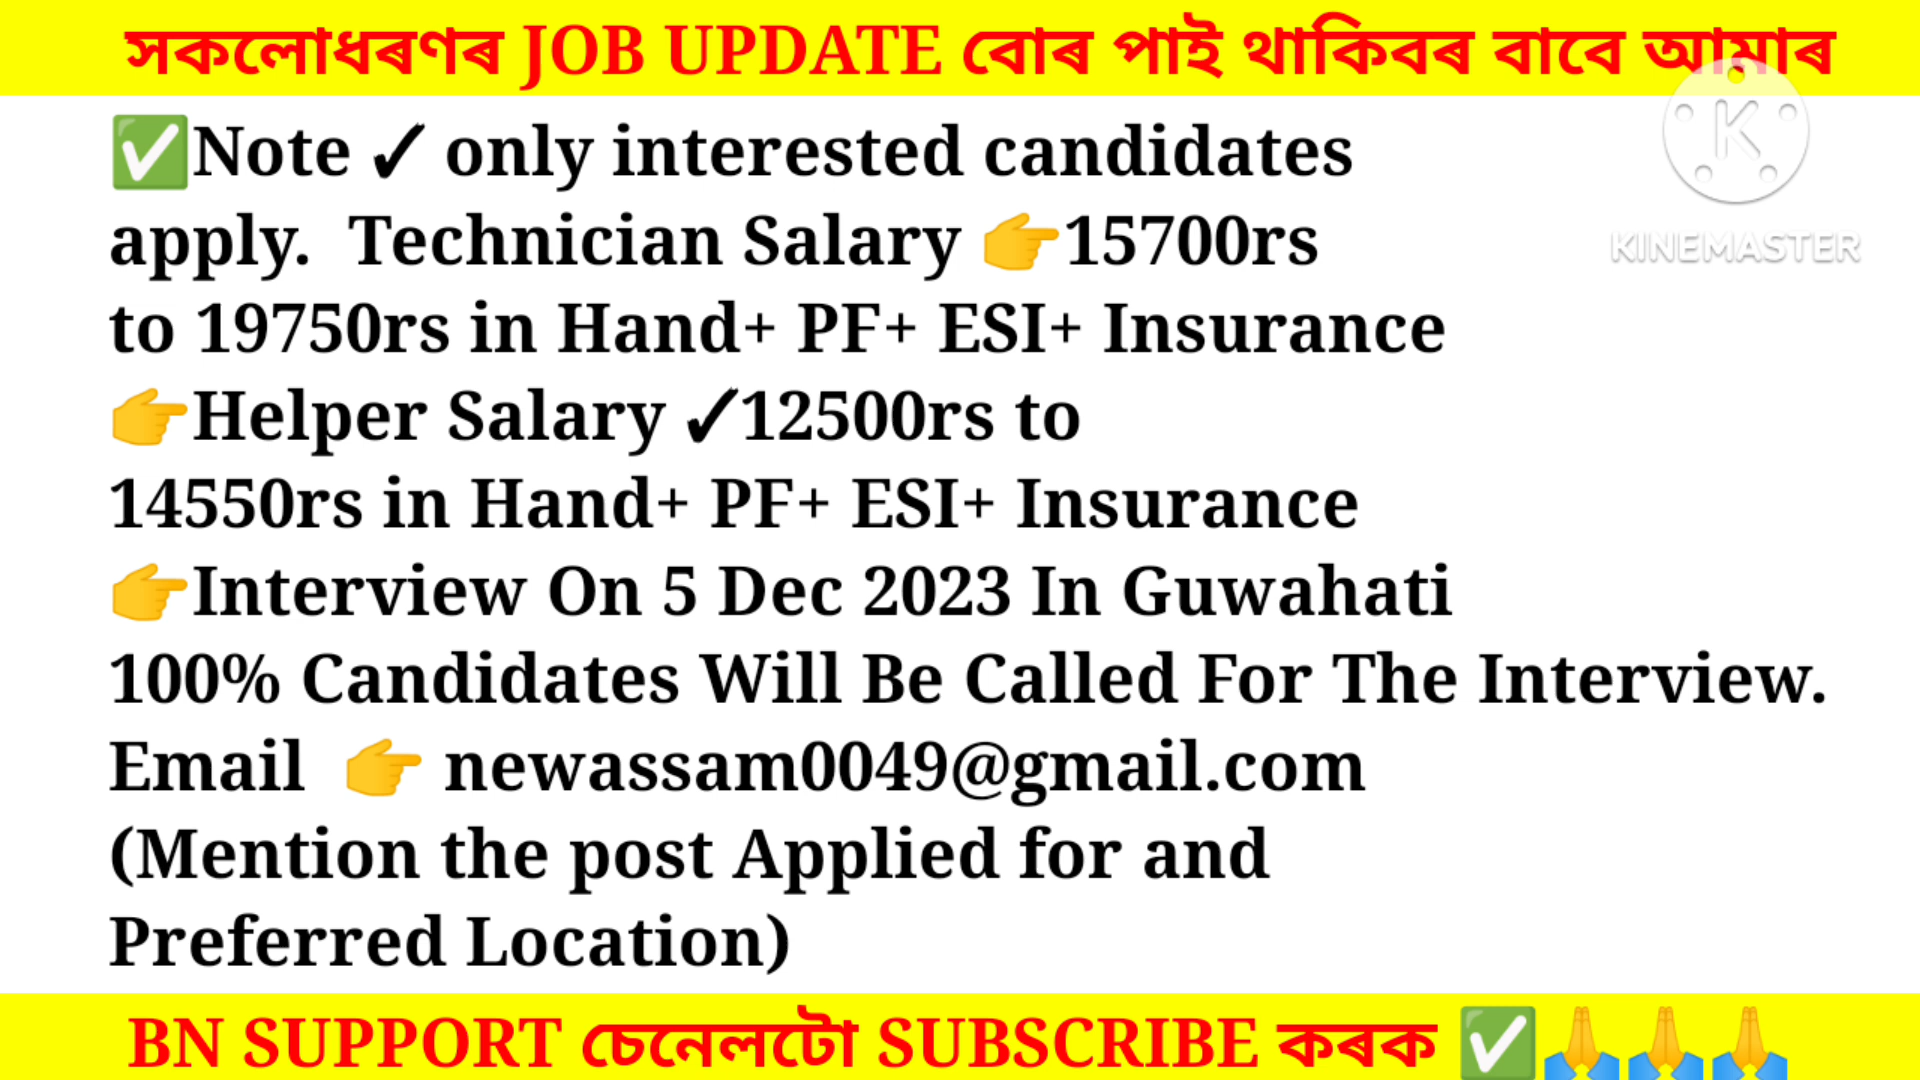 সকলোধৰণৰ JOB UPDATE বোৰ পাই থাকিবৰ বাবে আমাৰ
✅Note ✓ only interested candidates
apply. Technician Salary 👉15700rs
to 19750rs in Hand+ PF+ ESI+ Insurance
👉Helper Salary ✓12500rs to
14550rs in Hand+ PF+ ESI+ Insurance
👉Interview On 5 Dec 2023 In Guwahati
100% Candidates Will Be Called For The Interview.
Email 👉 newassam0049@gmail.com
(Mention the post Applied for and
Preferred Location)
BN SUPPORT চেনেলটো SUBSCRIBE কৰক ✅🙏🙏🙏
K
KINEMASTER